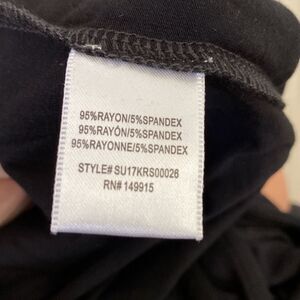 95%RAYON/5%SPANDEX
95%RAYÓN/5%SPANDEX
95%RAYONNE/5%SPANDEX
STYLE# SU17KRS00026
RN# 149915